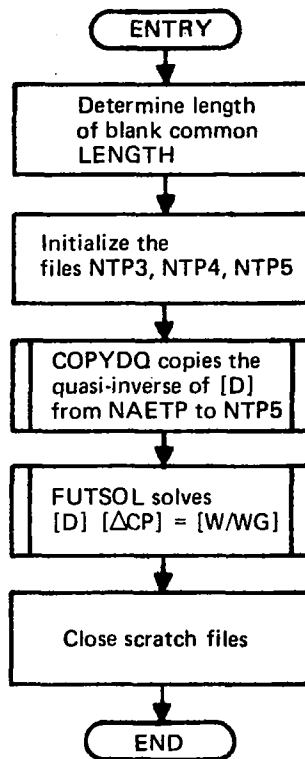 ENTRY
Determine length
of blank common
LENGTH
Initialize the
files NTP3, NTP4, NTP5
COPYDQ copies the
quasi-inverse of [D]
from NAETP to NTP5
FUTSOL solves
[D] [ΔCP] = [W/WG]
Close scratch files
END